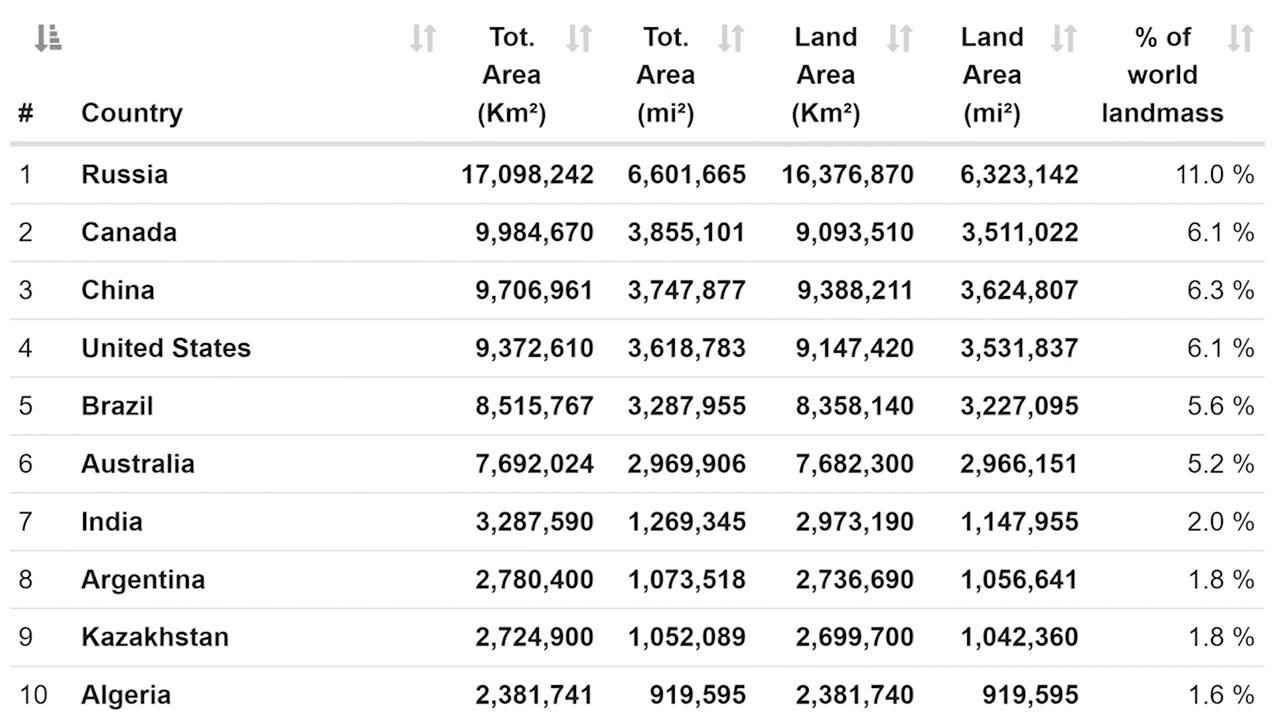 # Country Tot. Area (Km²) Tot. Area (mi²) Land Area (Km²) Land Area (mi²) % of world landmass
1 Russia 17,098,242 6,601,665 16,376,870 6,323,142 11.0 %
2 Canada 9,984,670 3,855,101 9,093,510 3,511,022 6.1 %
3 China 9,706,961 3,747,877 9,388,211 3,624,807 6.3 %
4 United States 9,372,610 3,618,783 9,147,420 3,531,837 6.1 %
5 Brazil 8,515,767 3,287,955 8,358,140 3,227,095 5.6 %
6 Australia 7,692,024 2,969,906 7,682,300 2,966,151 5.2 %
7 India 3,287,590 1,269,345 2,973,190 1,147,955 2.0 %
8 Argentina 2,780,400 1,073,518 2,736,690 1,056,641 1.8 %
9 Kazakhstan 2,724,900 1,052,089 2,699,700 1,042,360 1.8 %
10 Algeria 2,381,741 919,595 2,381,740 919,595 1.6 %